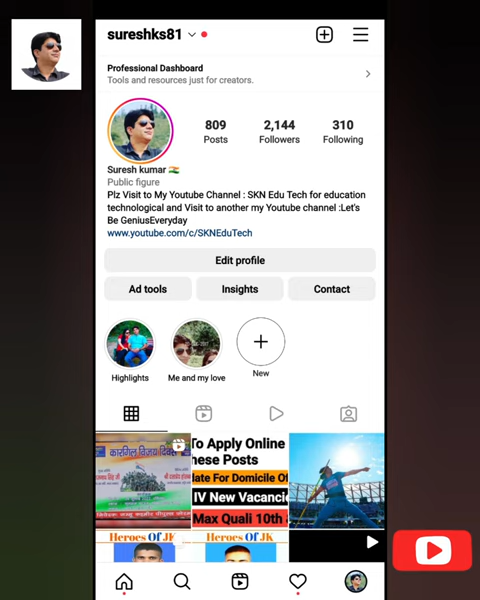 sureshks81
Professional Dashboard
Tools and resources just for creators.
809
2,144
310
Posts
Followers
Following
Suresh kumar 🇮🇳
Public figure
Plz Visit to My Youtube Channel : SKN Edu Tech for education
technological and Visit to another my Youtube channel :Let's
Be GeniusEveryday
www.youtube.com/c/SKNEduTech
Edit profile
Ad tools
Insights
Contact
Highlights
Me and my love
New
कारगिल विजय दिवस
To Apply Online
hese Posts
date For Domicile Of
IV New Vacancie
Max Quali 10th
Heroes Of JK
Heroes Of JK